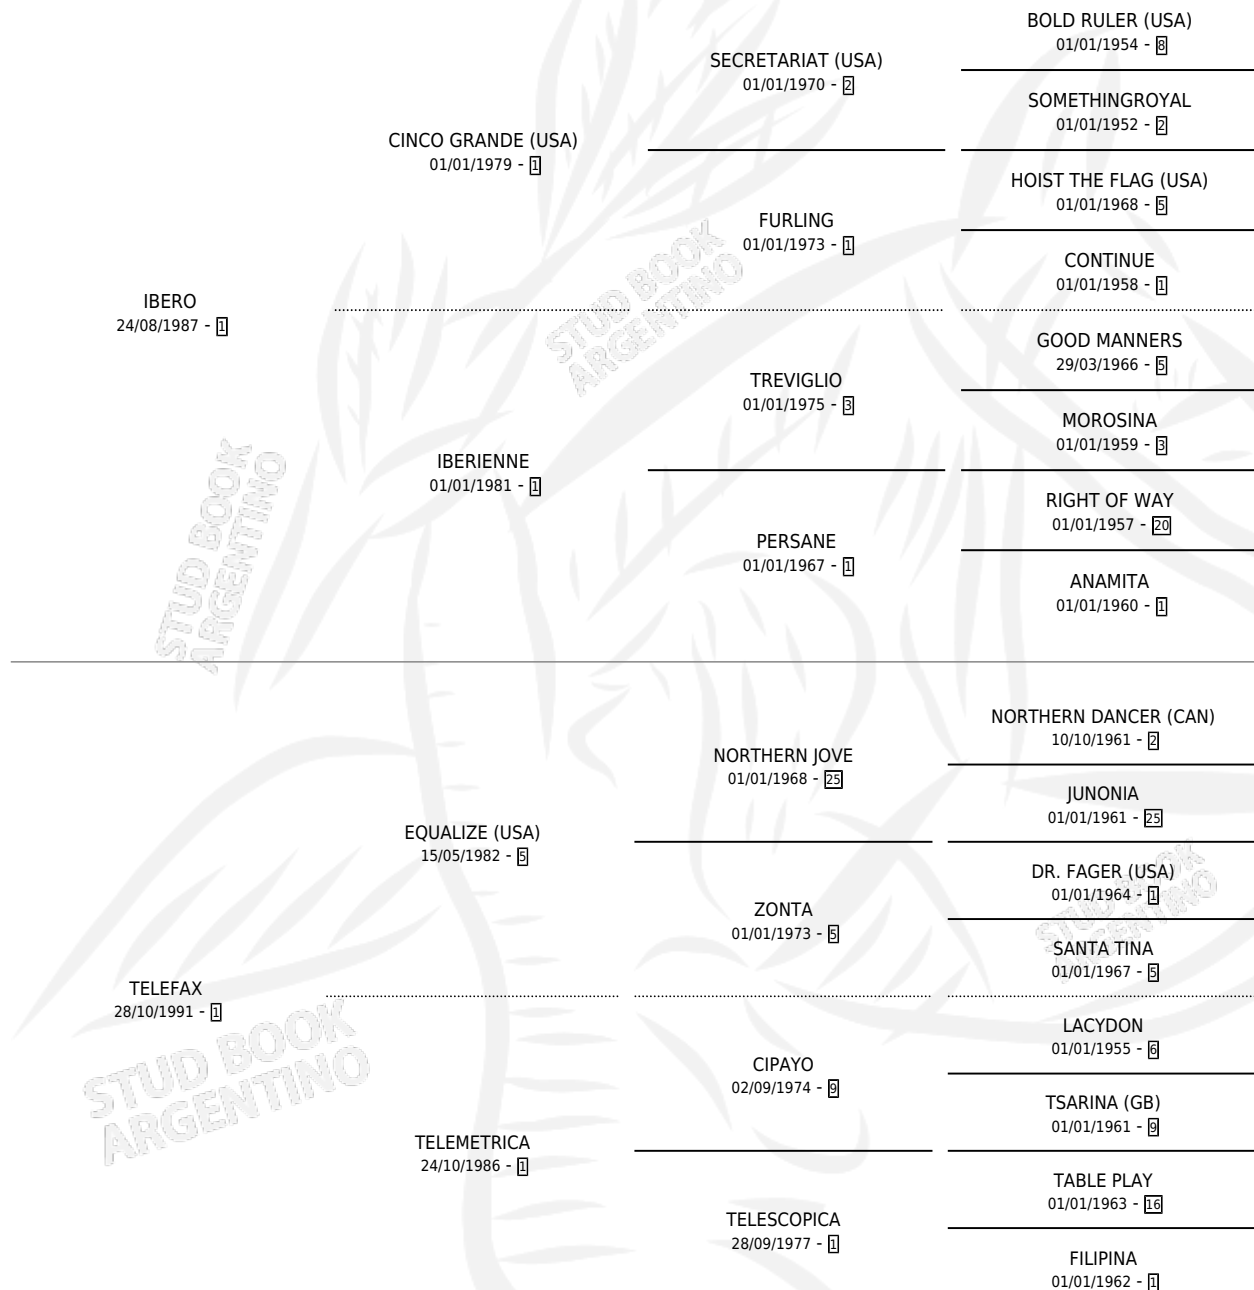 BOLD RULER (USA)
01/01/1954 - 8
SECRETARIAT (USA)
01/01/1970 - 2
SOMETHINGROYAL
01/01/1952 - 2
CINCO GRANDE (USA)
01/01/1979 - 1
HOIST THE FLAG (USA)
01/01/1968 - 5
FURLING
01/01/1973 - 1
CONTINUE
01/01/1958 - 1
IBERO
24/08/1987 - 1
GOOD MANNERS
29/03/1966 - 5
TREVIGLIO
01/01/1975 - 3
MOROSINA
01/01/1959 - 3
IBERIENNE
01/01/1981 - 1
RIGHT OF WAY
01/01/1957 - 20
PERSANE
01/01/1967 - 1
ANAMITA
01/01/1960 - 1
NORTHERN DANCER (CAN)
10/10/1961 - 2
NORTHERN JOVE
01/01/1968 - 25
JUNONIA
01/01/1961 - 25
EQUALIZE (USA)
15/05/1982 - 5
DR. FAGER (USA)
01/01/1964 - 1
ZONTA
01/01/1973 - 5
SANTA TINA
01/01/1967 - 5
TELEFAX
28/10/1991 - 1
LACYDON
01/01/1955 - 6
CIPAYO
02/09/1974 - 9
TSARINA (GB)
01/01/1961 - 9
TELEMETRICA
24/10/1986 - 1
TABLE PLAY
01/01/1963 - 16
TELESCOPICA
28/09/1977 - 1
FILIPINA
01/01/1962 - 1
STUD BOOK
ARGENTINO
STUD BOOK
ARGENTINO
STUD BOOK
ARGENTINO
STUD BOOK
ARGENTINO